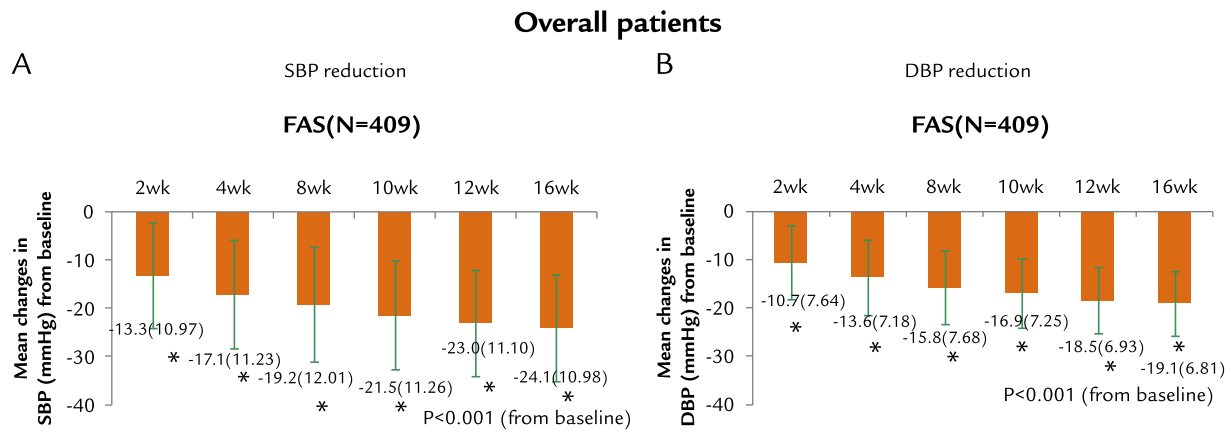 Overall patients
A
SBP reduction
FAS(N=409)
2wk 4wk 8wk 10wk 12wk 16wk
Mean changes in
SBP (mmHg) from baseline
0
-10
-20
-30
-40
-13.3(10.97)
-17.1(11.23)
-19.2(12.01)
-21.5(11.26)
-23.0(11.10)
-24.1(10.98)
* * * * * *
P<0.001 (from baseline)
B
DBP reduction
FAS(N=409)
2wk 4wk 8wk 10wk 12wk 16wk
Mean changes in
DBP (mmHg) from baseline
0
-10
-20
-30
-40
-10.7(7.64)
-13.6(7.18)
-15.8(7.68)
-16.9(7.25)
-18.5(6.93)
-19.1(6.81)
* * * * * *
P<0.001 (from baseline)